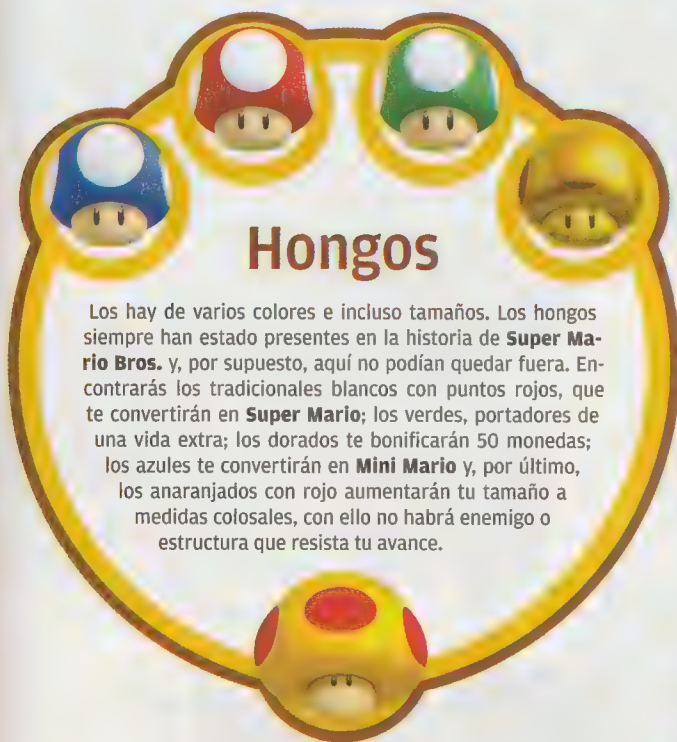 Hongos
Los hay de varios colores e incluso tamaños. Los hongos
siempre han estado presentes en la historia de Super Ma-
rio Bros. y, por supuesto, aquí no podían quedar fuera. En-
contrarás los tradicionales blancos con puntos rojos, que
te convertirán en Super Mario; los verdes, portadores de
una vida extra; los dorados te bonificarán 50 monedas;
los azules te convertirán en Mini Mario y, por último,
los anaranjados con rojo aumentarán tu tamaño a
medidas colosales, con ello no habrá enemigo o
estructura que resista tu avance.